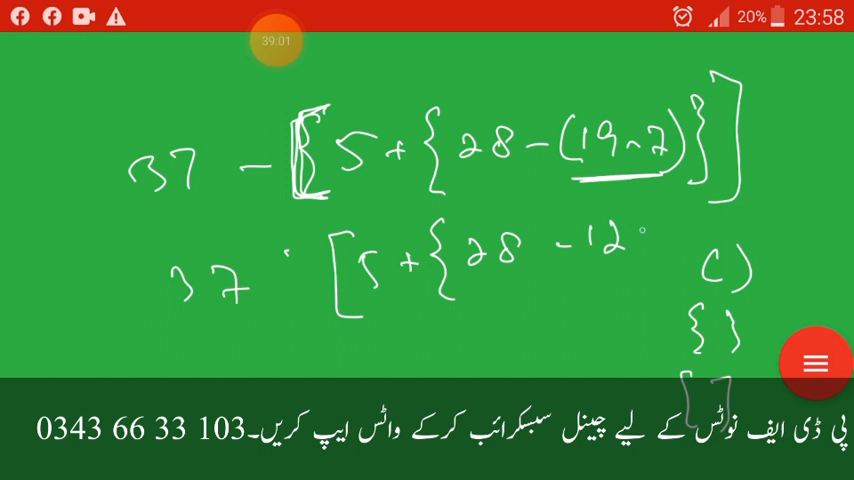 20% 23:58
39:01
37 - [5+{28-(19-7)}]
37 - [5+{28-12
()
{}
[]
پی ڈی ایف نوٹس کے لیے چینل سبسکرائب کرکے واٹس ایپ کریں۔0343 66 33 103